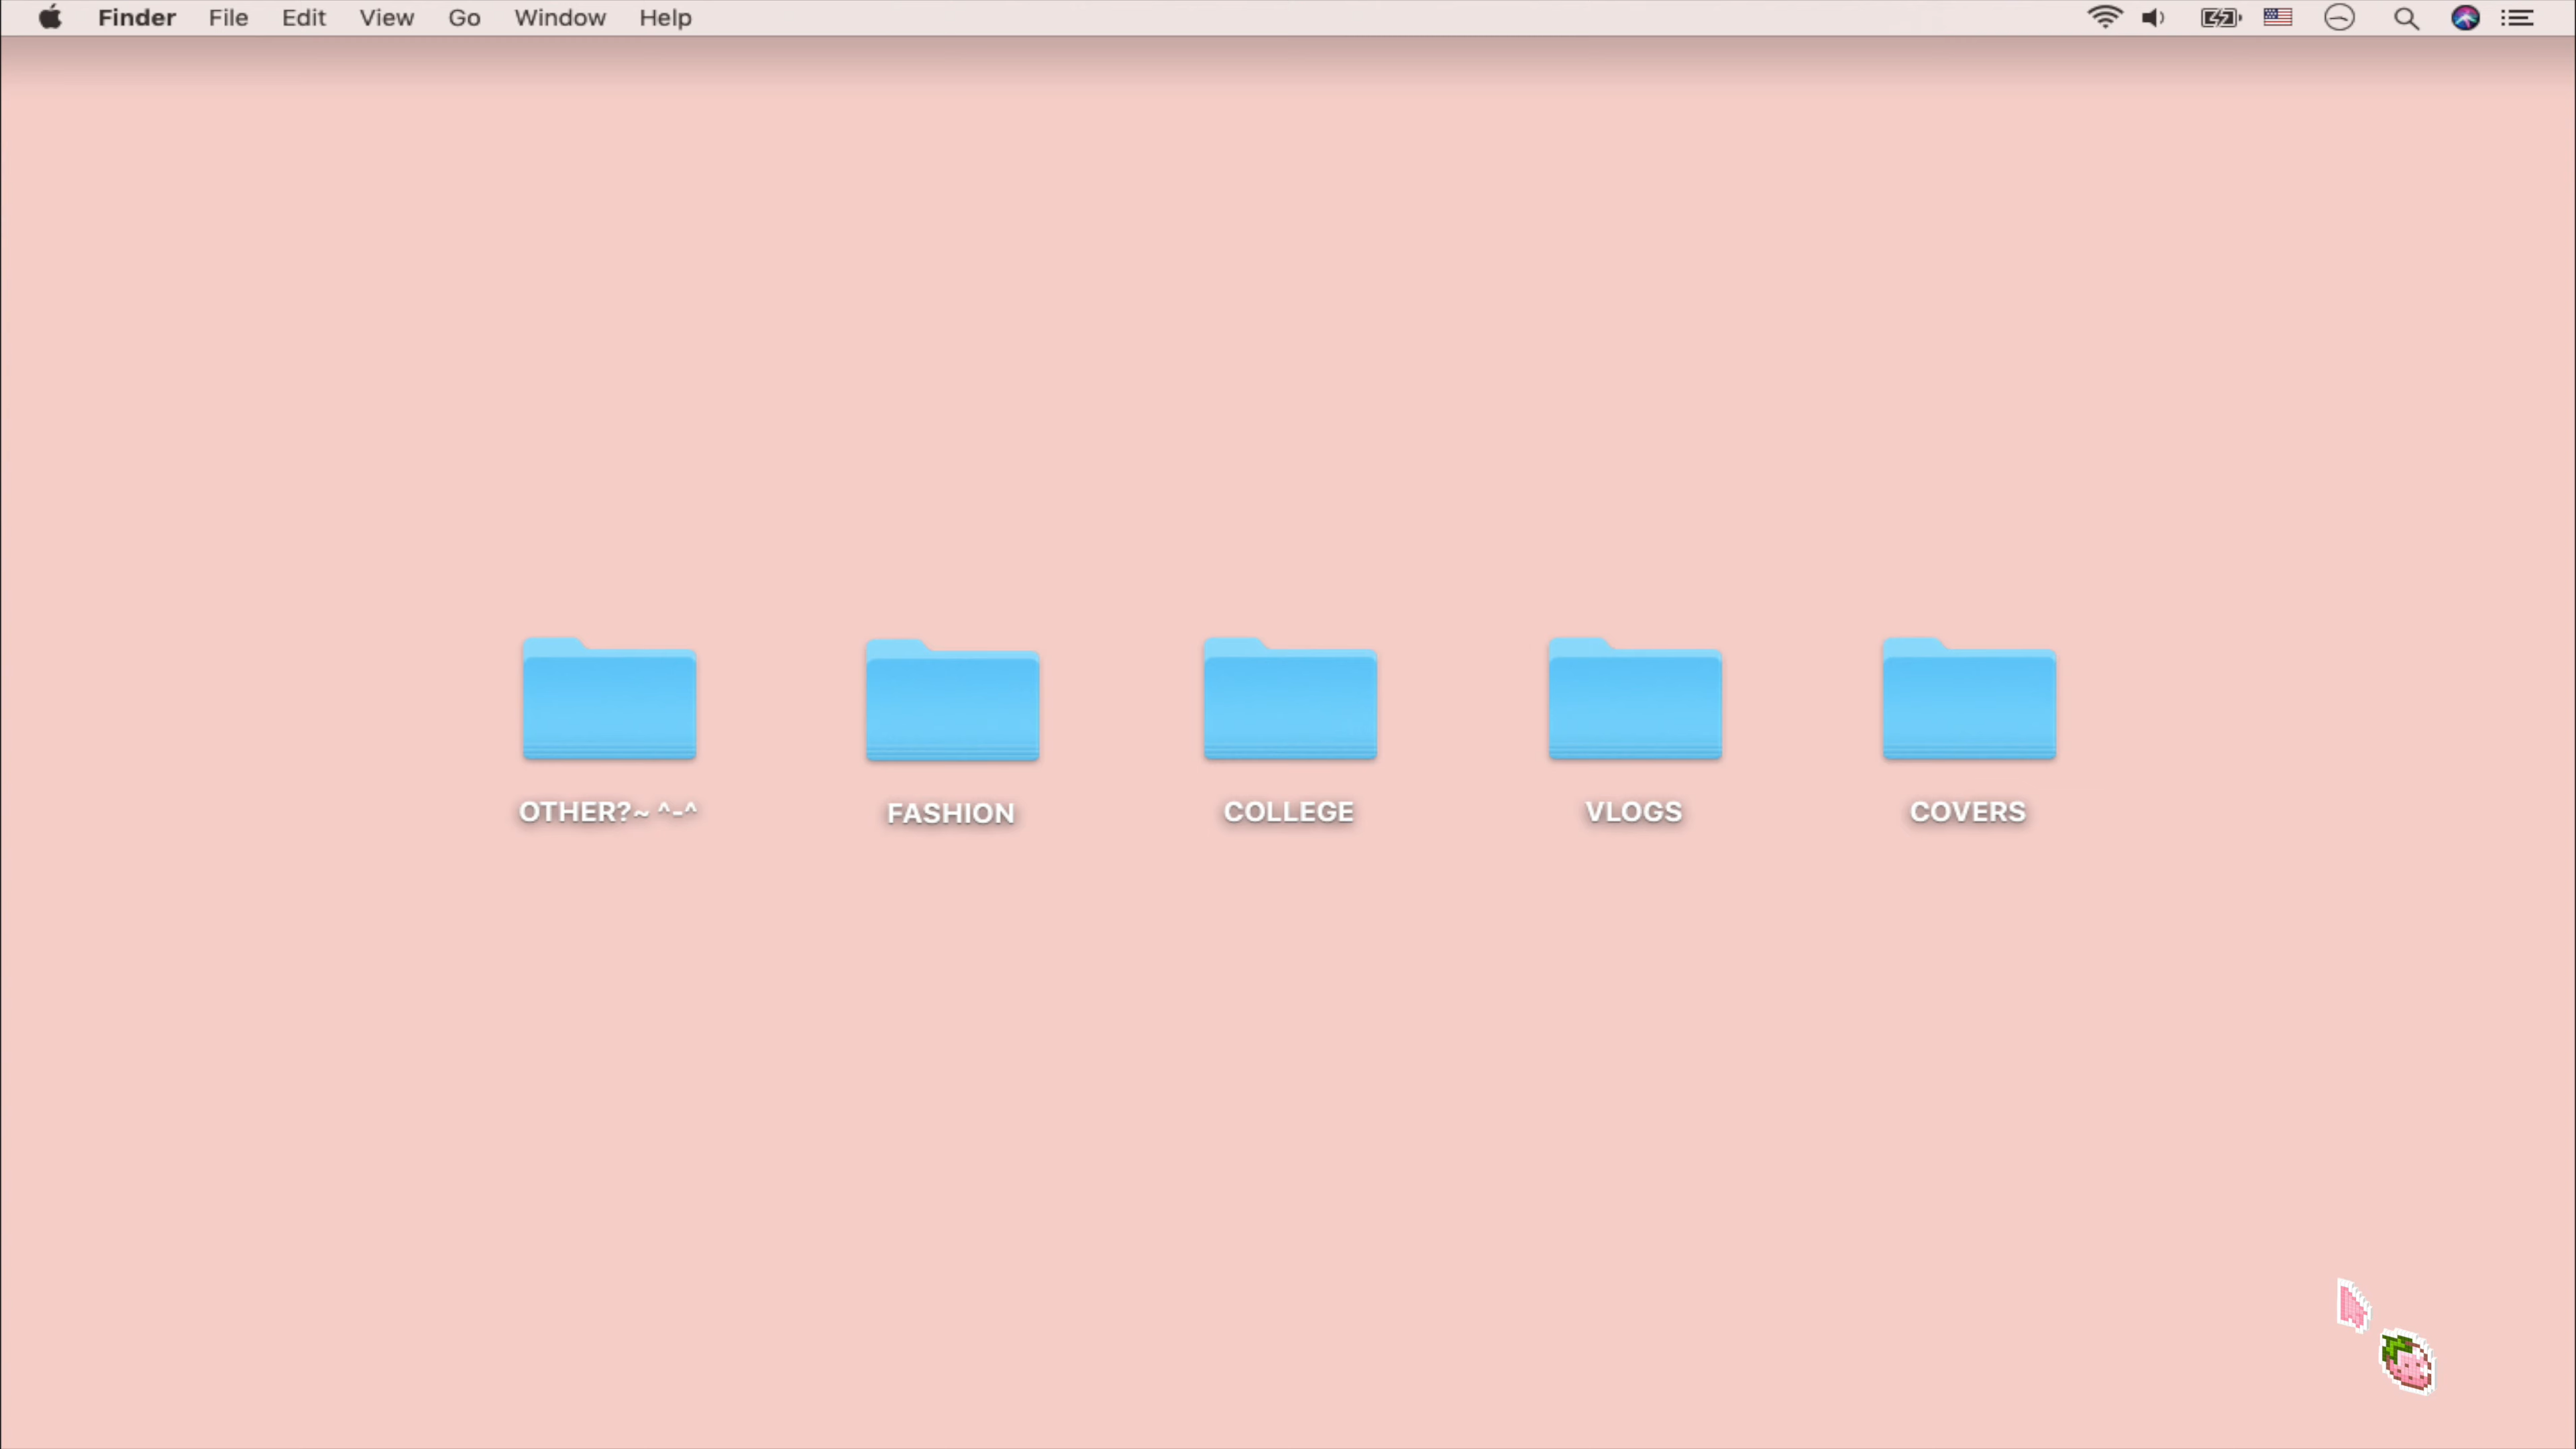 Finder File Edit View Go Window Help
OTHER?~ ^-^
FASHION
COLLEGE
VLOGS
COVERS